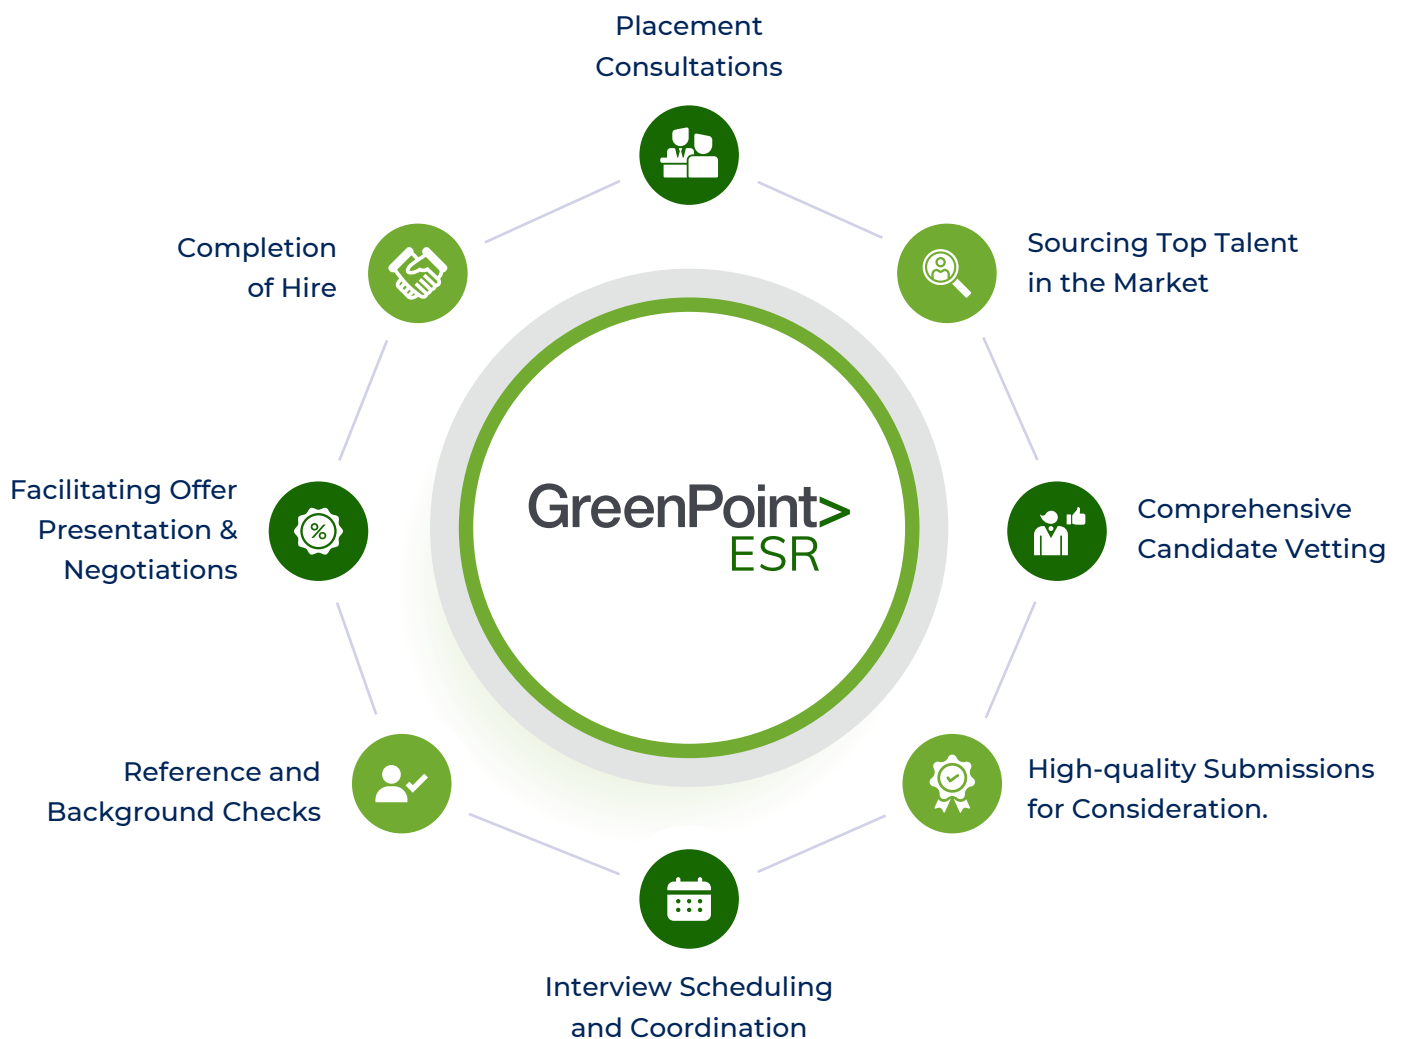 Placement
Consultations
Sourcing Top Talent
in the Market
Comprehensive
Candidate Vetting
High-quality Submissions
for Consideration.
Interview Scheduling
and Coordination
Reference and
Background Checks
Facilitating Offer
Presentation &
Negotiations
Completion
of Hire
GreenPoint>
ESR
%